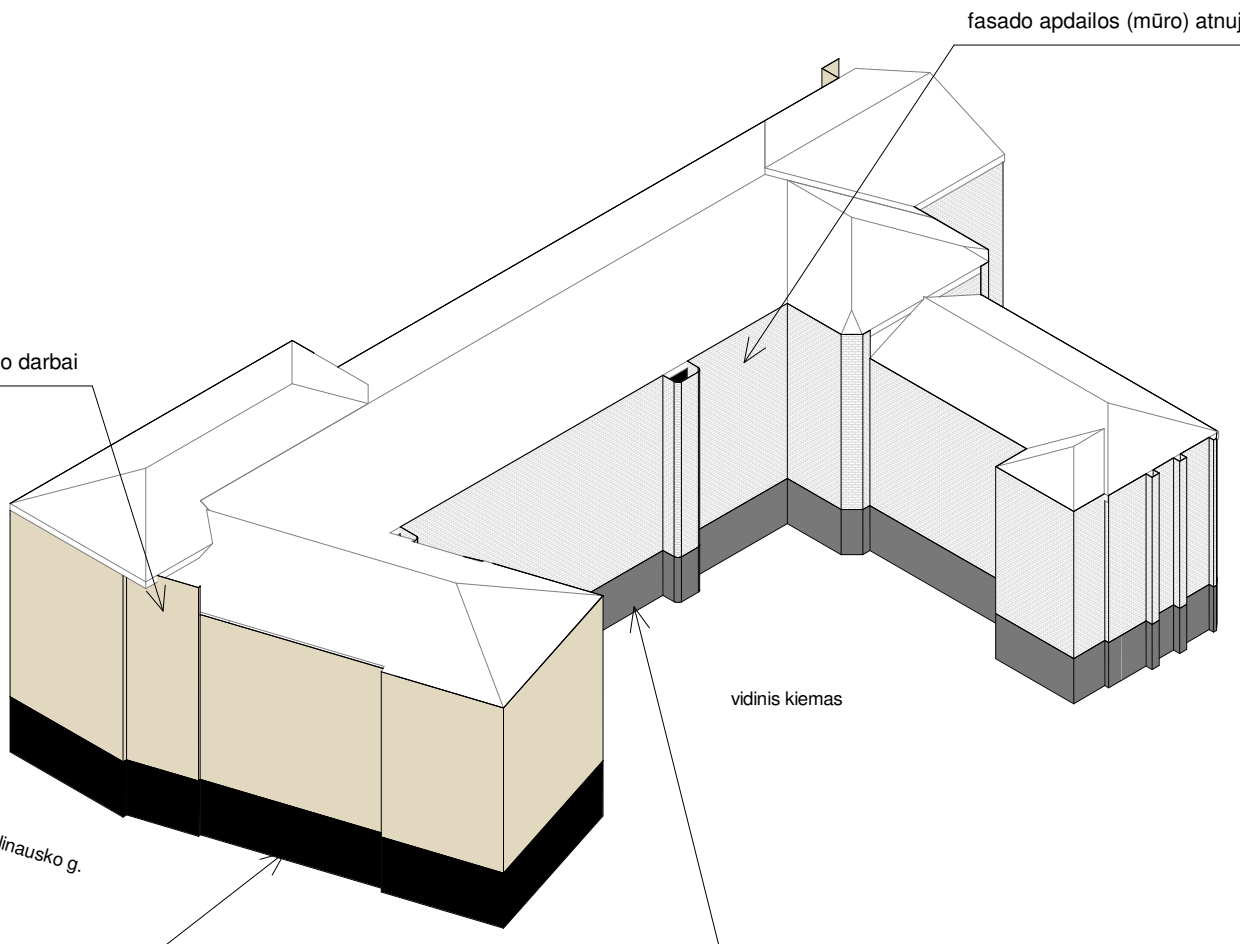 fasado apdailos (mūro) atnuj
o darbai
vidinis kiemas
linausko g.